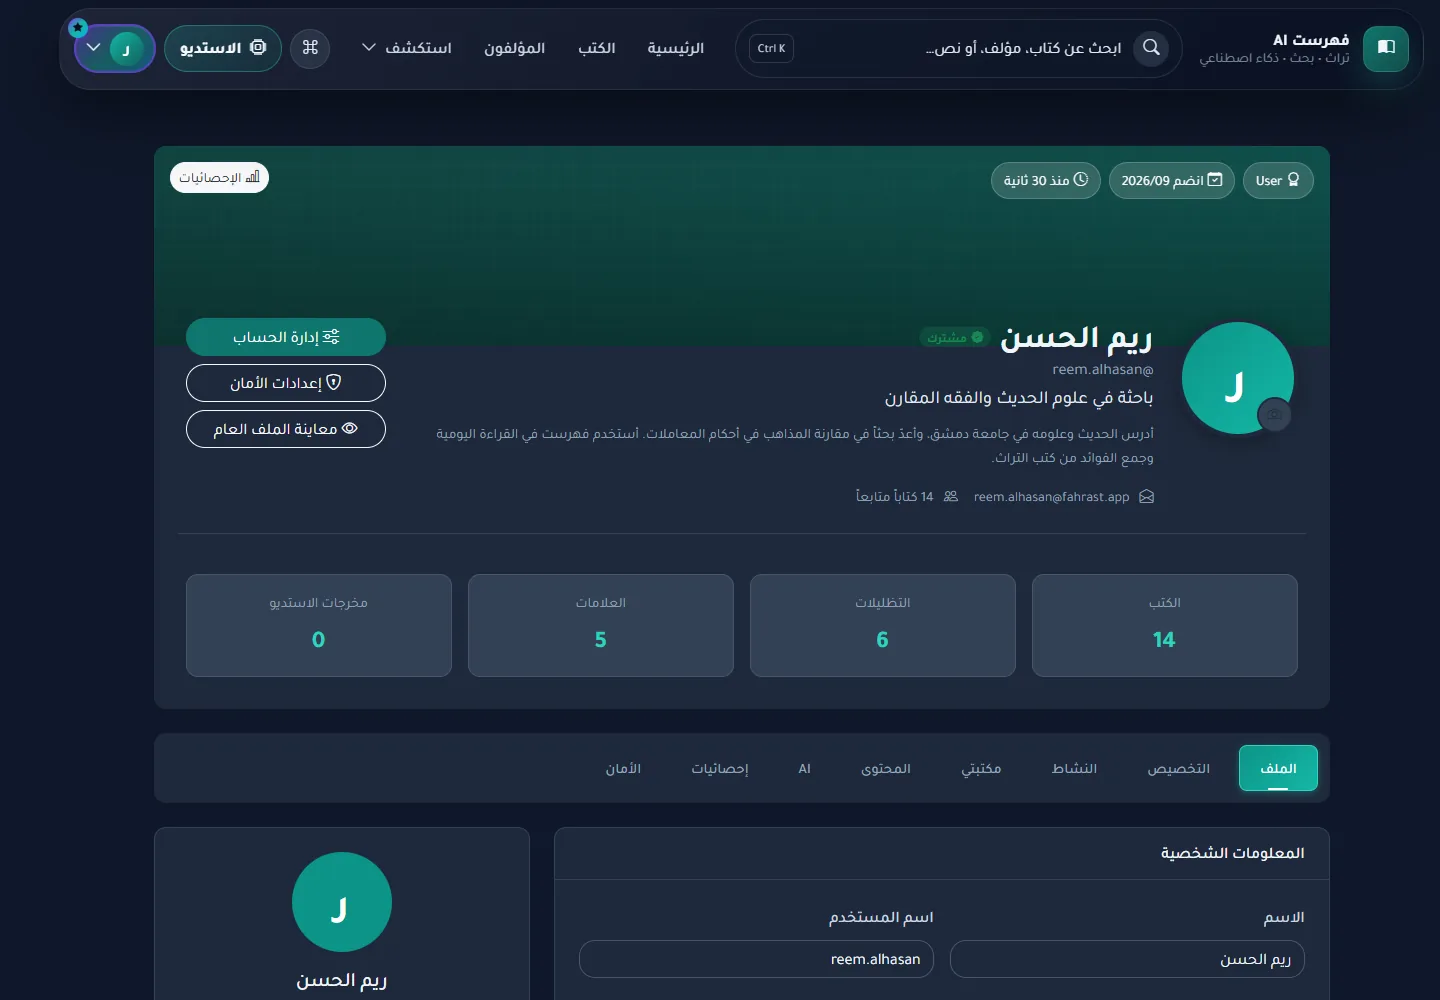 فهرست AI
تراث · بحث · ذكاء اصطناعي
ابحث عن كتاب، مؤلف، أو نص...
Ctrl K
الرئيسية
الكتب
المؤلفون
استكشف
⌘
الاستديو
ر
User
انضم 2026/09
منذ 30 ثانية
الإحصائيات
ر
ريم الحسن
مشترك
@reem.alhasan
باحثة في علوم الحديث والفقه المقارن
أدرس الحديث وعلومه في جامعة دمشق، وأعدّ بحثاً في مقارنة المذاهب في أحكام المعاملات. أستخدم فهرست في القراءة اليومية
وجمع الفوائد من كتب التراث.
reem.alhasan@fahrast.app
14 كتاباً متابعاً
إدارة الحساب
إعدادات الأمان
معاينة الملف العام
الكتب
14
التظليلات
6
العلامات
5
مخرجات الاستديو
0
الملف
التخصيص
النشاط
مكتبتي
المحتوى
AI
إحصائيات
الأمان
المعلومات الشخصية
الاسم
ريم الحسن
اسم المستخدم
reem.alhasan
ر
ريم الحسن